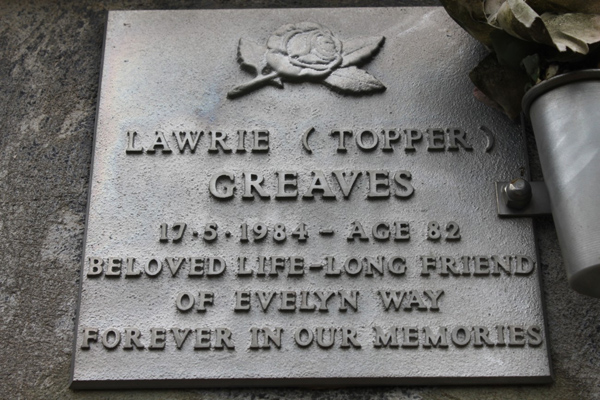 LAWRIE (TOPPER)
GREAVES
17·5·1984 – AGE 82
BELOVED LIFE-LONG FRIEND
OF EVELYN WAY
FOREVER IN OUR MEMORIES